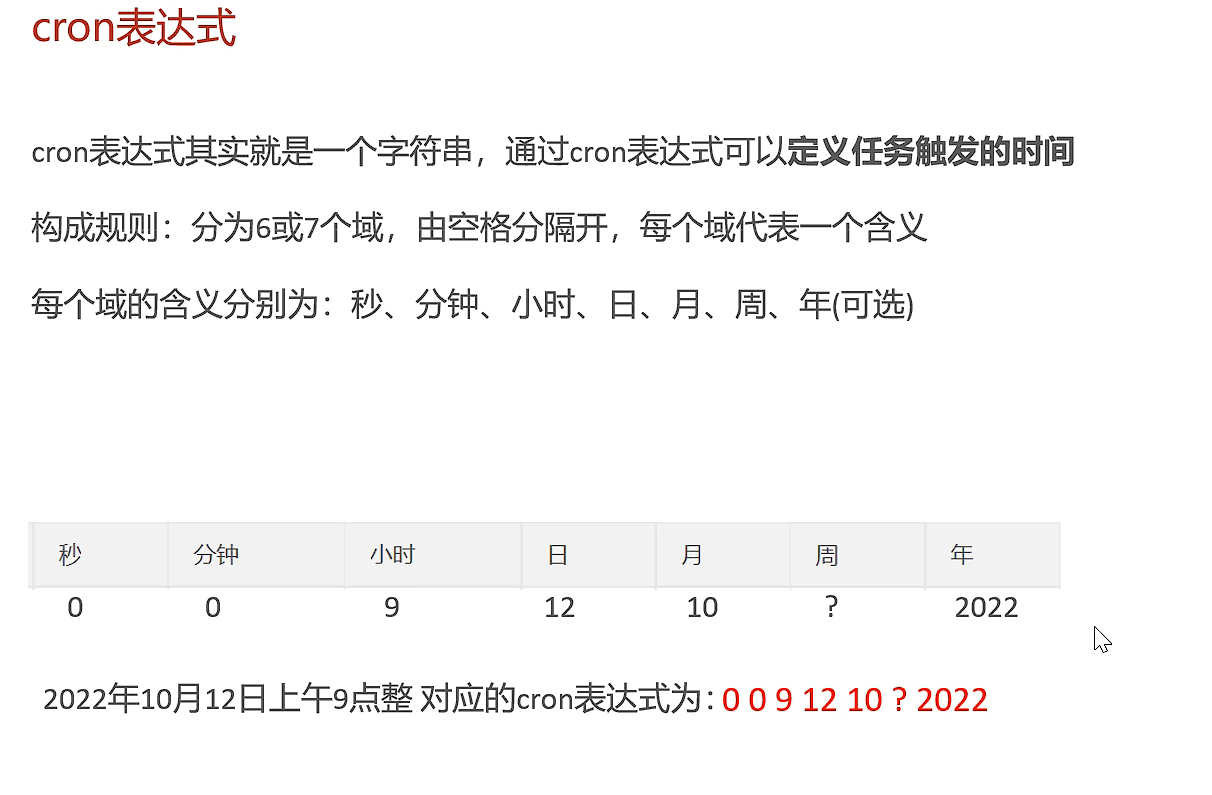 cron表达式
cron表达式其实就是一个字符串，通过cron表达式可以定义任务触发的时间
构成规则：分为6或7个域，由空格分隔开，每个域代表一个含义
每个域的含义分别为：秒、分钟、小时、日、月、周、年(可选)
秒 分钟 小时 日 月 周 年
0 0 9 12 10 ? 2022
2022年10月12日上午9点整 对应的cron表达式为：0 0 9 12 10 ? 2022